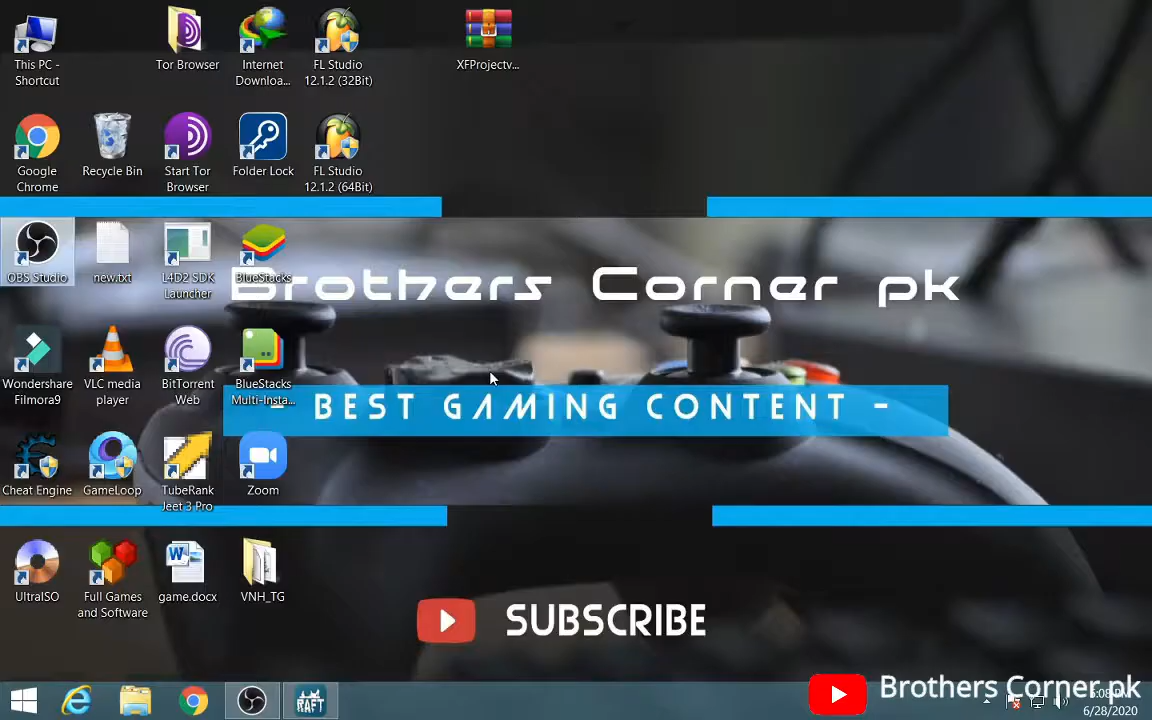 This PC -
Shortcut
Tor Browser
Internet
Downloa...
FL Studio
12.1.2 (32Bit)
XFProjectv...
Google
Chrome
Recycle Bin
Start Tor
Browser
Folder Lock
FL Studio
12.1.2 (64Bit)
OBS Studio
new.txt
L4D2 SDK
Launcher
BlueStacks
Brothers Corner pk
Wondershare
Filmora9
VLC media
player
BitTorrent
Web
BlueStacks
Multi-Insta...
- BEST GAMING CONTENT -
Cheat Engine
GameLoop
TubeRank
Jeet 3 Pro
Zoom
UltraISO
Full Games
and Software
game.docx
VNH_TG
SUBSCRIBE
RAFT
Brothers Corner pk
6/28/2020